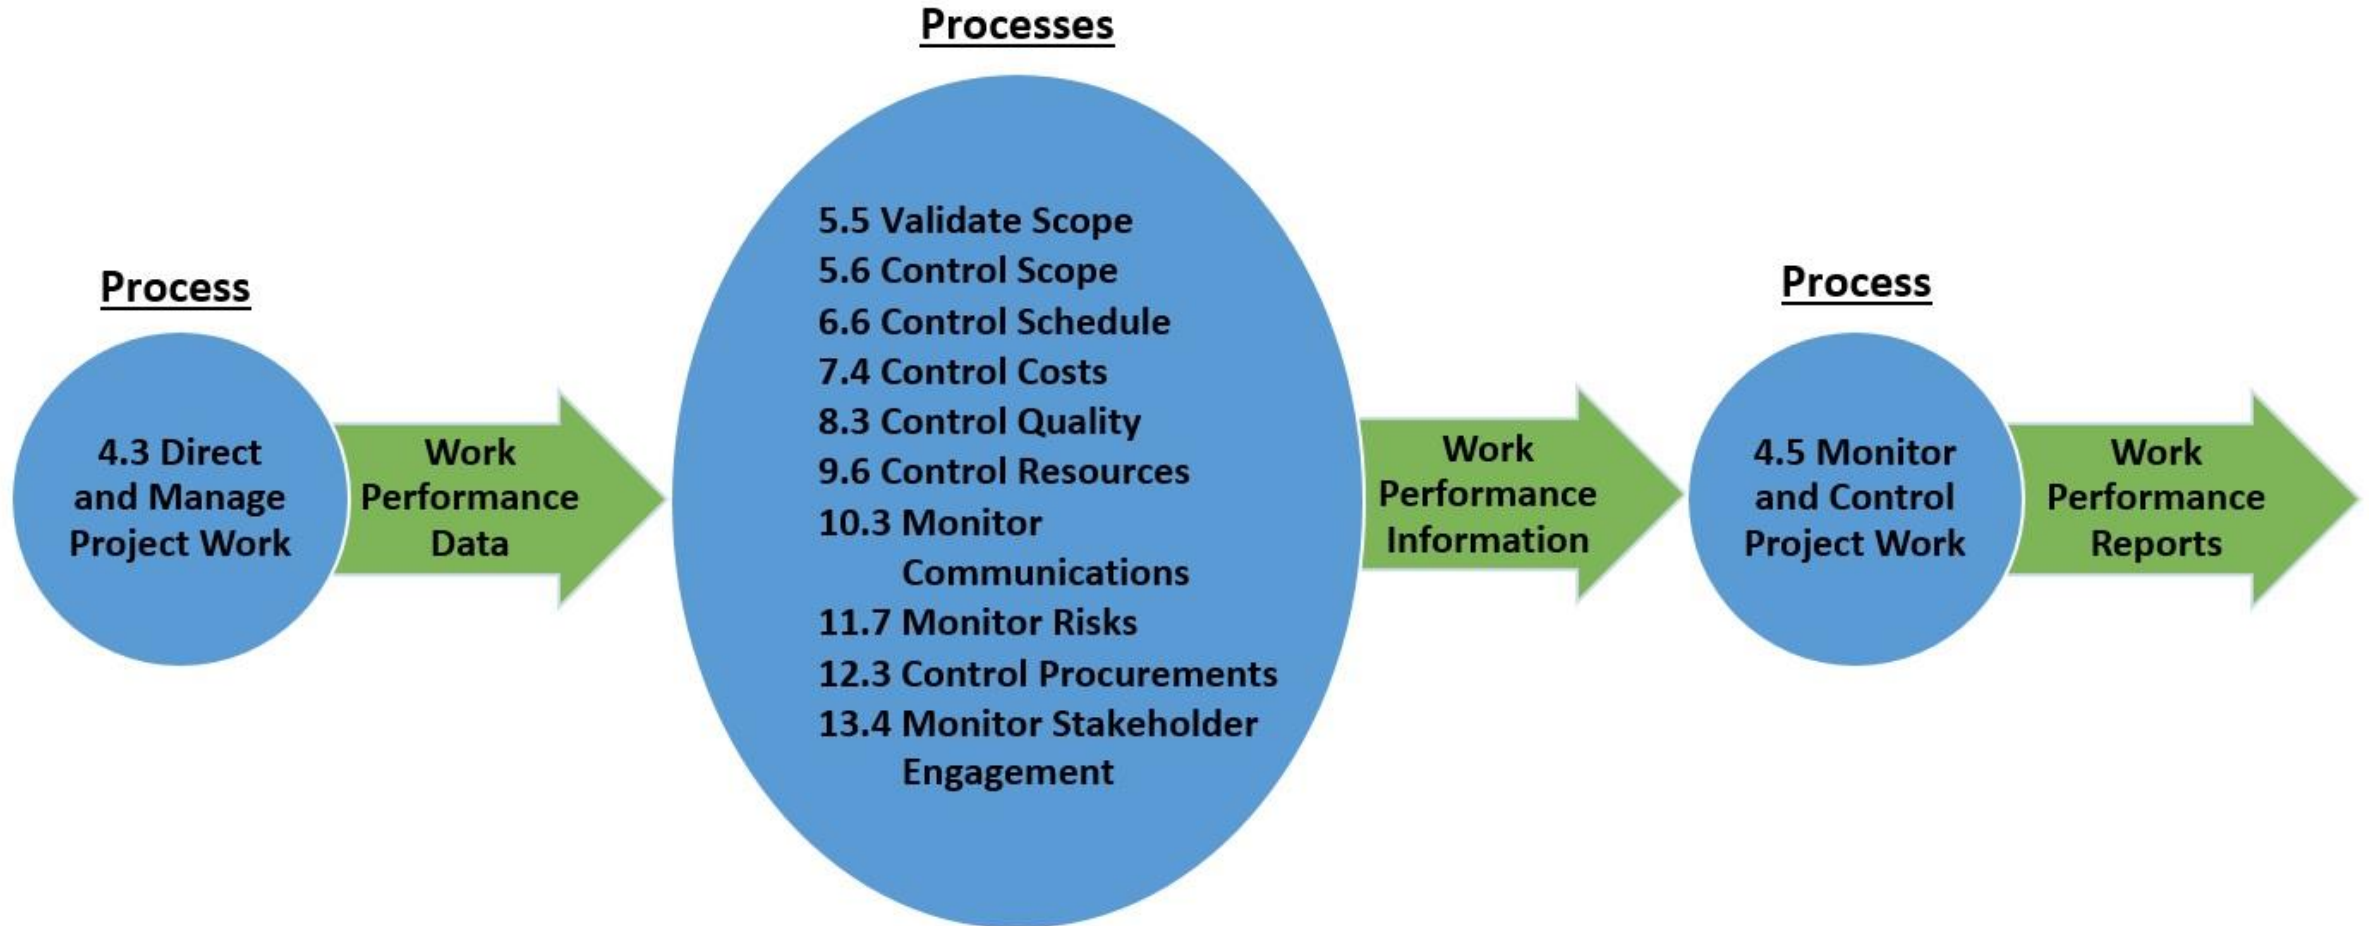 Process
4.3 Direct
and Manage
Project Work
Work
Performance
Data
Processes
5.5 Validate Scope
5.6 Control Scope
6.6 Control Schedule
7.4 Control Costs
8.3 Control Quality
9.6 Control Resources
10.3 Monitor
Communications
11.7 Monitor Risks
12.3 Control Procurements
13.4 Monitor Stakeholder
Engagement
Work
Performance
Information
Process
4.5 Monitor
and Control
Project Work
Work
Performance
Reports